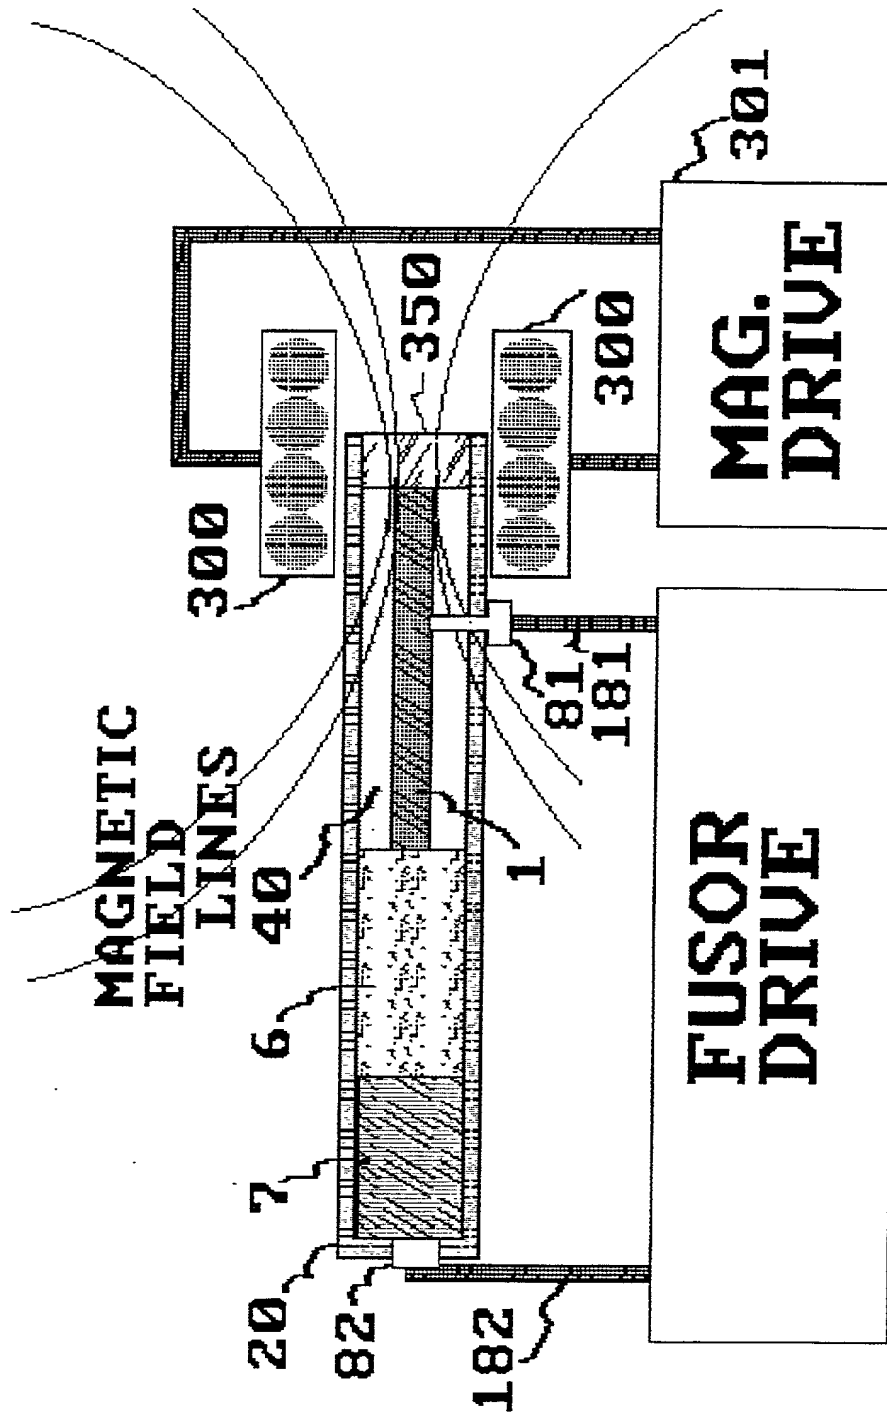 MAGNETIC
FIELD
LINES
20
7
6
40
300
82
1
350
182
81
181
300
301
FUSOR
DRIVE
MAG.
DRIVE